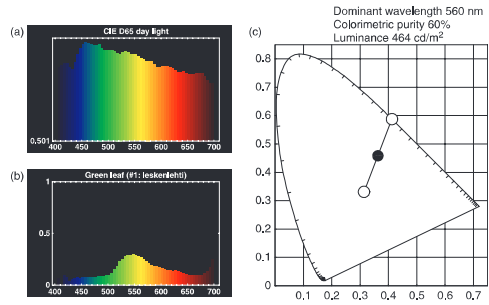 (a)
CIE D65 day light
0.501
400 450 500 550 600 650 700
(b)
Green leaf (#1: leskenlehti)
1
0.5
0
400 450 500 550 600 650 700
(c)
Dominant wavelength 560 nm
Colorimetric purity 60%
Luminance 464 cd/m²
0.8
0.7
0.6
0.5
0.4
0.3
0.2
0.1
0
0.1 0.2 0.3 0.4 0.5 0.6 0.7